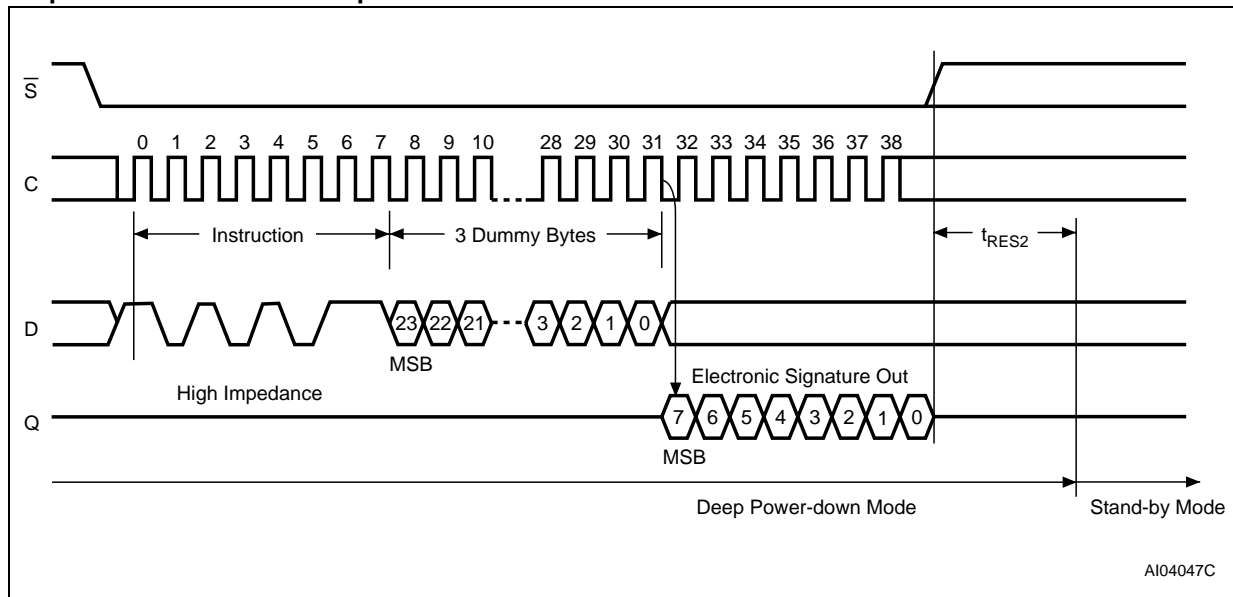 S
0 1 2 3 4 5 6 7 8 9 10 28 29 30 31 32 33 34 35 36 37 38
C
Instruction 3 Dummy Bytes tRES2
D 23 22 21 3 2 1 0
MSB
High Impedance Electronic Signature Out
Q 7 6 5 4 3 2 1 0
MSB
Deep Power-down Mode Stand-by Mode
AI04047C